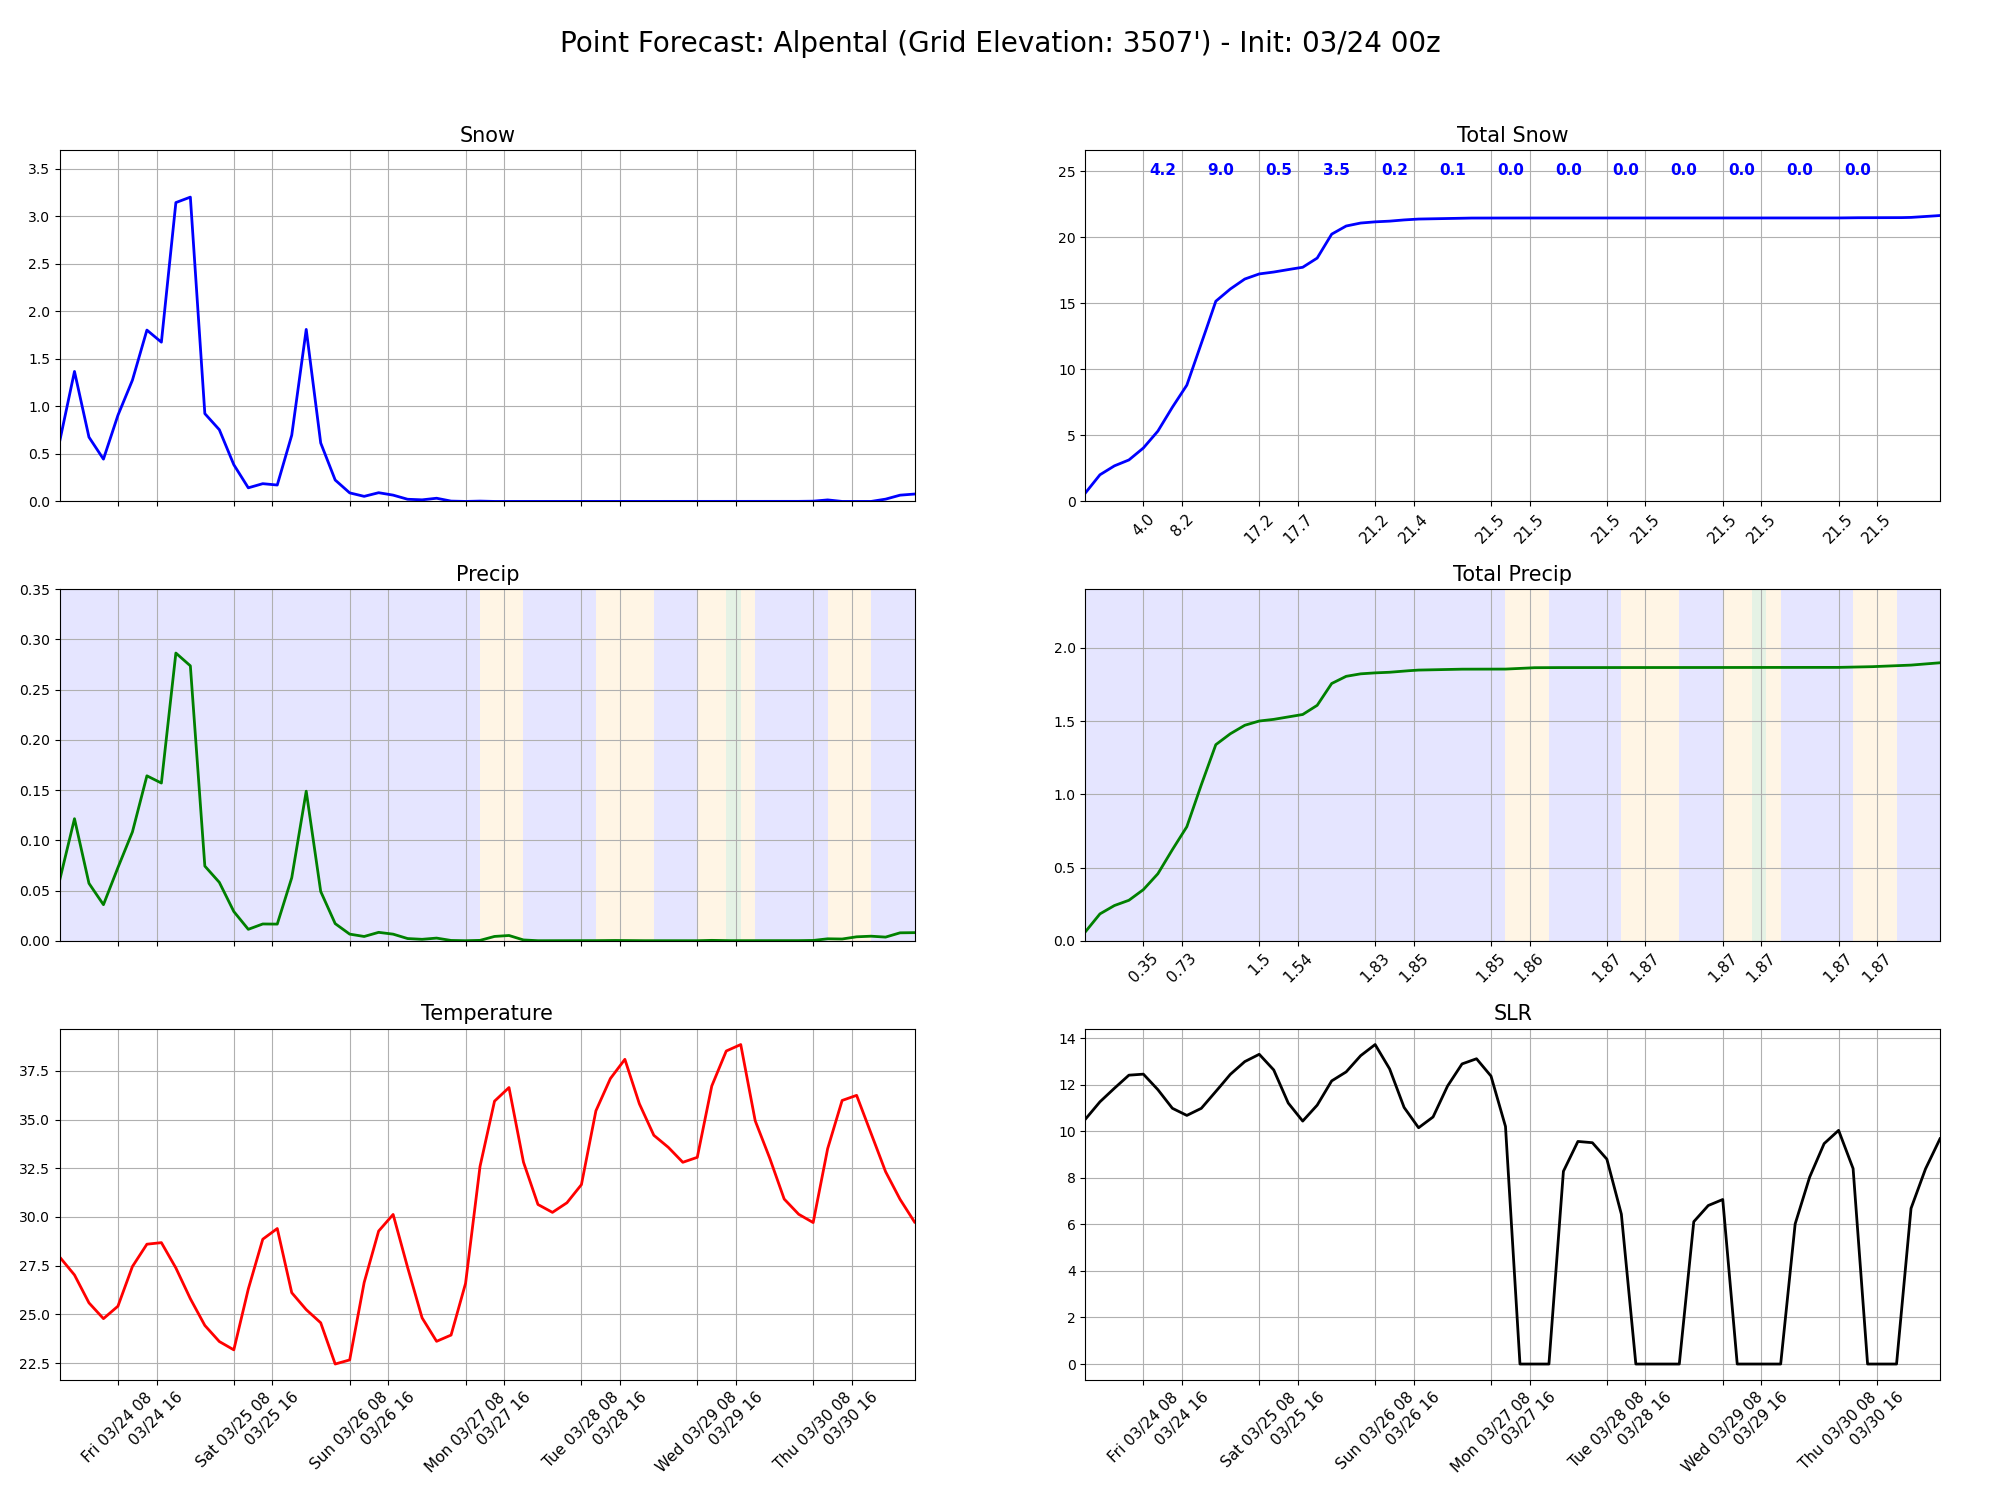 Point Forecast: Alpental (Grid Elevation: 3507') - Init: 03/24 00z
Snow
3.5
3.0
2.5
2.0
1.5
1.0
0.5
0.0
Total Snow
4.2 9.0 0.5 3.5 0.2 0.1 0.0 0.0 0.0 0.0 0.0 0.0 0.0
25
20
15
10
5
0
4.0 8.2 17.2 17.7 21.2 21.4 21.5 21.5 21.5 21.5 21.5 21.5 21.5 21.5
Precip
0.35
0.30
0.25
0.20
0.15
0.10
0.05
0.00
Total Precip
2.0
1.5
1.0
0.5
0.0
0.35 0.73 1.5 1.54 1.83 1.85 1.85 1.86 1.87 1.87 1.87 1.87 1.87 1.87
Temperature
37.5
35.0
32.5
30.0
27.5
25.0
22.5
Fri 03/24 08
03/24 16
Sat 03/25 08
03/25 16
Sun 03/26 08
03/26 16
Mon 03/27 08
03/27 16
Tue 03/28 08
03/28 16
Wed 03/29 08
03/29 16
Thu 03/30 08
03/30 16
SLR
14
12
10
8
6
4
2
0
Fri 03/24 08
03/24 16
Sat 03/25 08
03/25 16
Sun 03/26 08
03/26 16
Mon 03/27 08
03/27 16
Tue 03/28 08
03/28 16
Wed 03/29 08
03/29 16
Thu 03/30 08
03/30 16